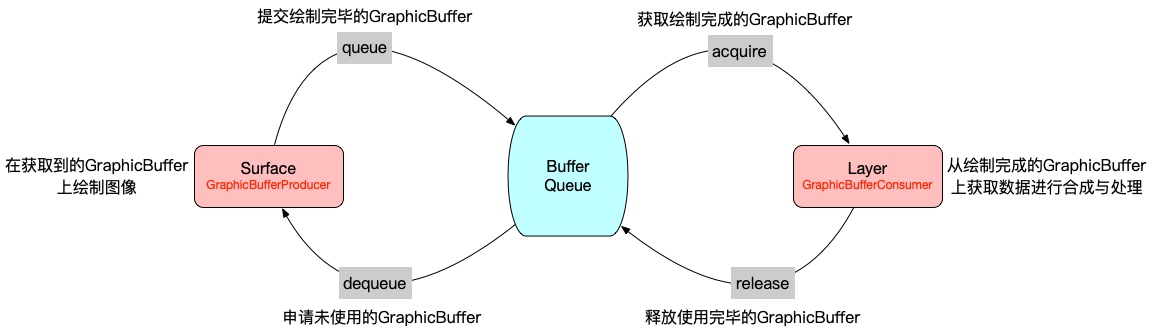 提交绘制完毕的GraphicBuffer
获取绘制完成的GraphicBuffer
queue
acquire
在获取到的GraphicBuffer
上绘制图像
Surface
GraphicBufferProducer
Buffer
Queue
Layer
GraphicBufferConsumer
从绘制完成的GraphicBuffer
上获取数据进行合成与处理
dequeue
release
申请未使用的GraphicBuffer
释放使用完毕的GraphicBuffer